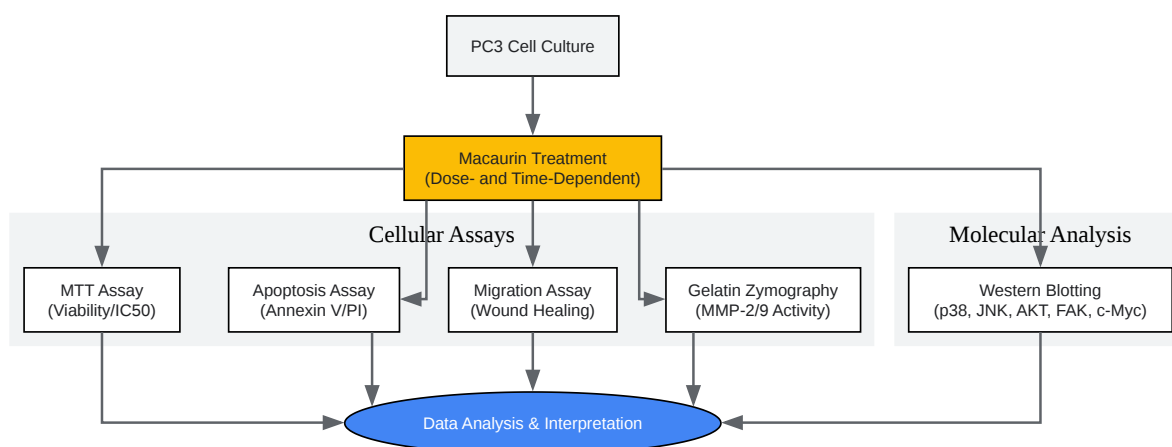 PC3 Cell Culture
Macaurin Treatment
(Dose- and Time-Dependent)
Cellular Assays
Molecular Analysis
MTT Assay
(Viability/IC50)
Apoptosis Assay
(Annexin V/PI)
Migration Assay
(Wound Healing)
Gelatin Zymography
(MMP-2/9 Activity)
Western Blotting
(p38, JNK, AKT, FAK, c-Myc)
Data Analysis & Interpretation